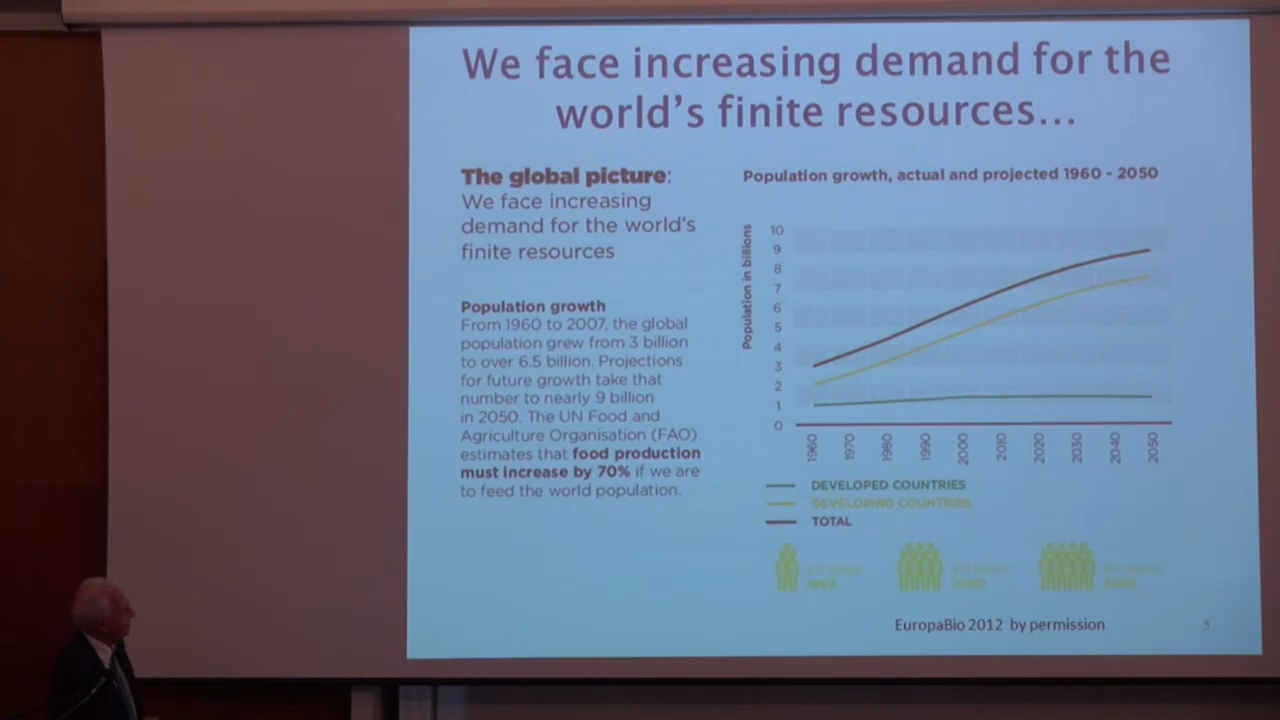 We face increasing demand for the
world's finite resources...
The global picture:
We face increasing
demand for the world's
finite resources
Population growth
From 1960 to 2007, the global
population grew from 3 billion
to over 6.5 billion. Projections
for future growth take that
number to nearly 9 billion
in 2050. The UN Food and
Agriculture Organisation (FAO)
estimates that food production
must increase by 70% if we are
to feed the world population.
Population growth, actual and projected 1960 - 2050
Population in billions
10
9
8
7
6
5
4
3
2
1
0
1960
1970
1980
1990
2000
2010
2020
2030
2040
2050
DEVELOPED COUNTRIES
DEVELOPING COUNTRIES
TOTAL
1960
2000
EuropaBio 2012 by permission